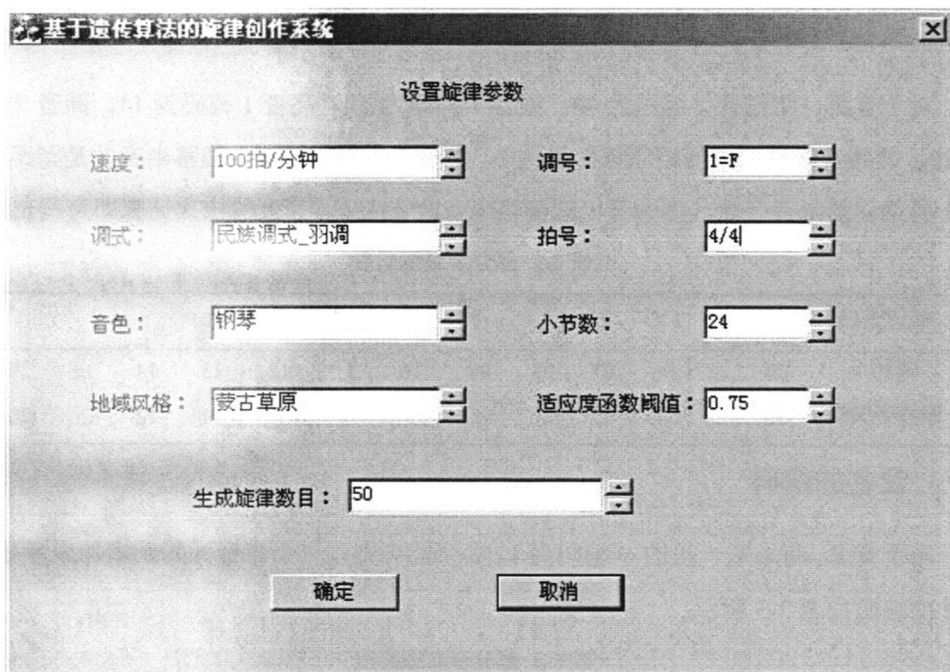 基于遗传算法的旋律创作系统
设置旋律参数
速度： 100拍/分钟 调号： 1=F
调式： 民族调式_羽调 拍号： 4/4
音色： 钢琴 小节数： 24
地域风格： 蒙古草原 适应度函数阈值： 0.75
生成旋律数目： 50
确定 取消